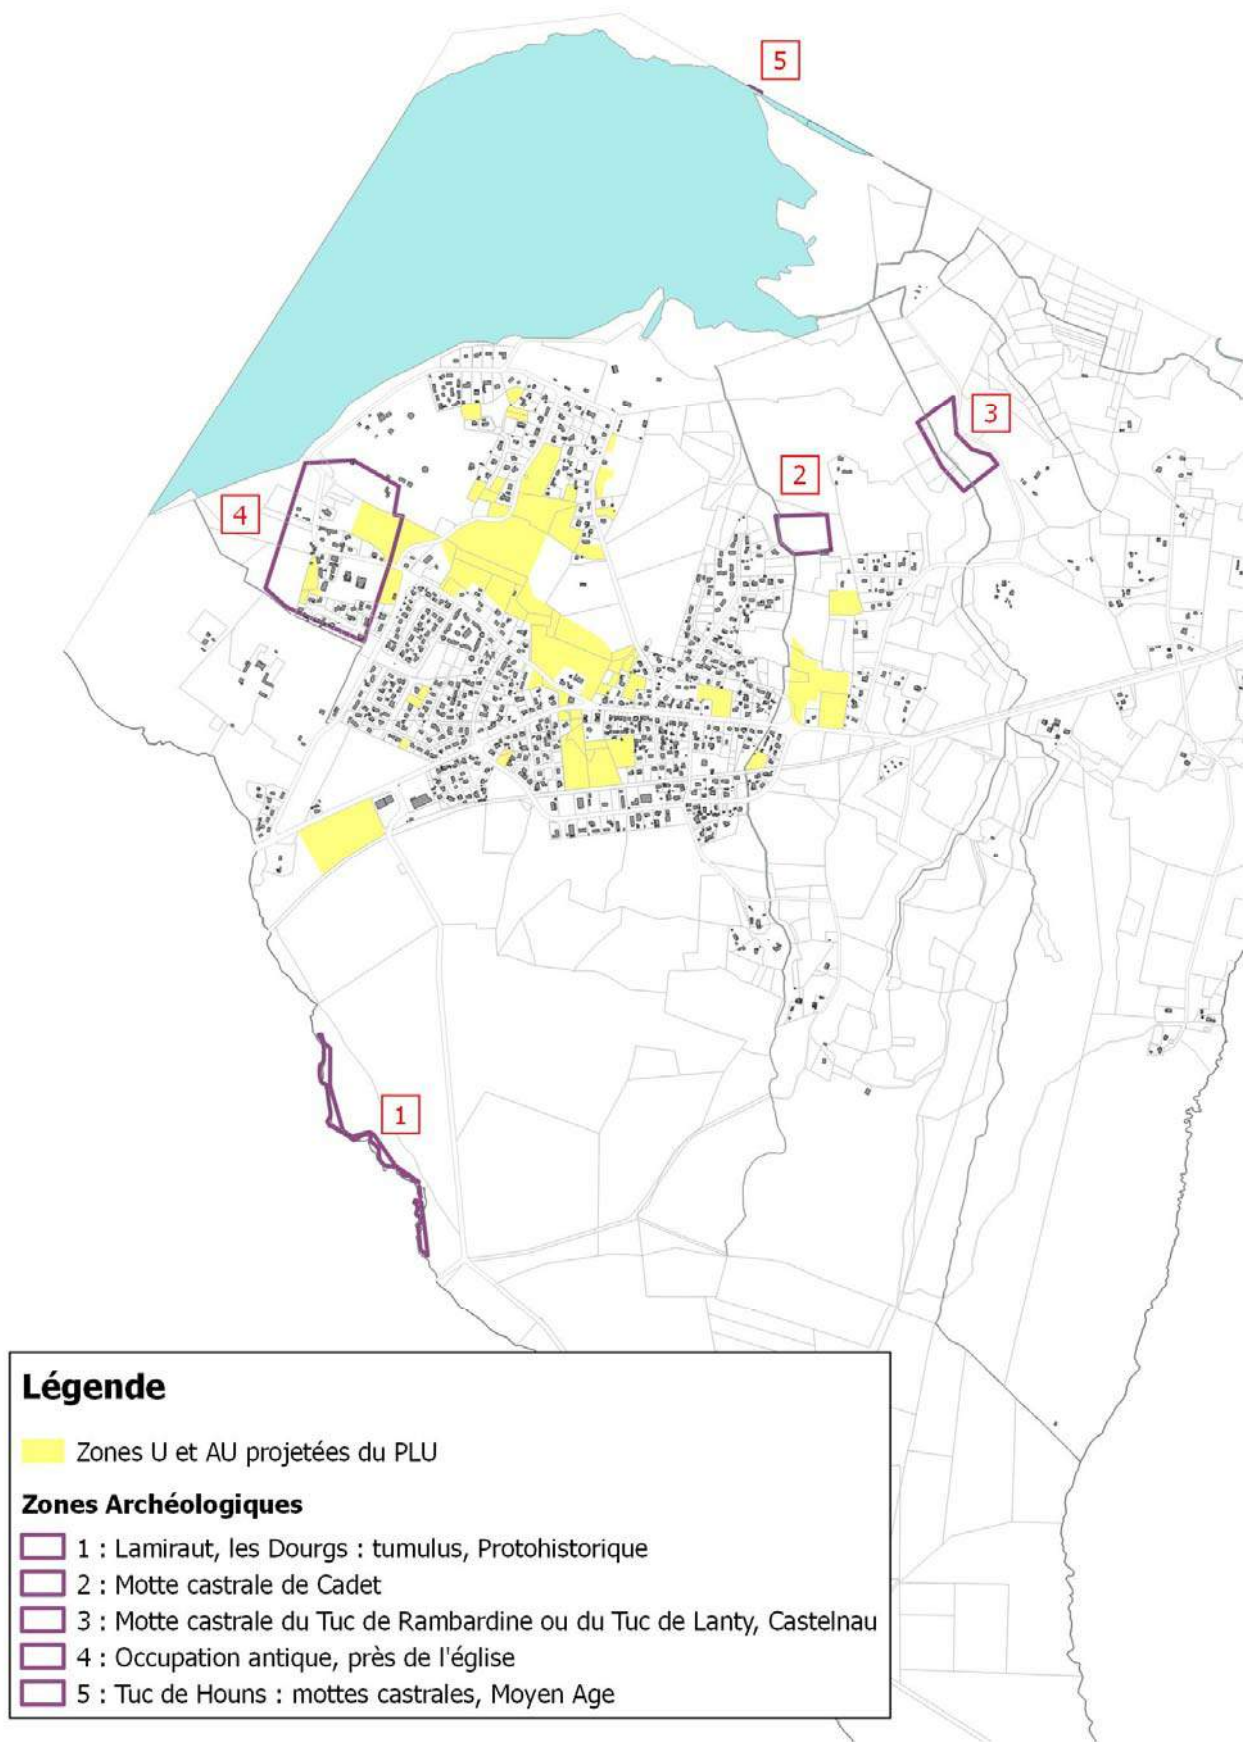 5
3
2
4
1
Légende
Zones U et AU projetées du PLU
Zones Archéologiques
1 : Lamiraut, les Dourgs : tumulus, Protohistorique
2 : Motte castrale de Cadet
3 : Motte castrale du Tuc de Rambardine ou du Tuc de Lanty, Castelnau
4 : Occupation antique, près de l'église
5 : Tuc de Houns : mottes castrales, Moyen Age